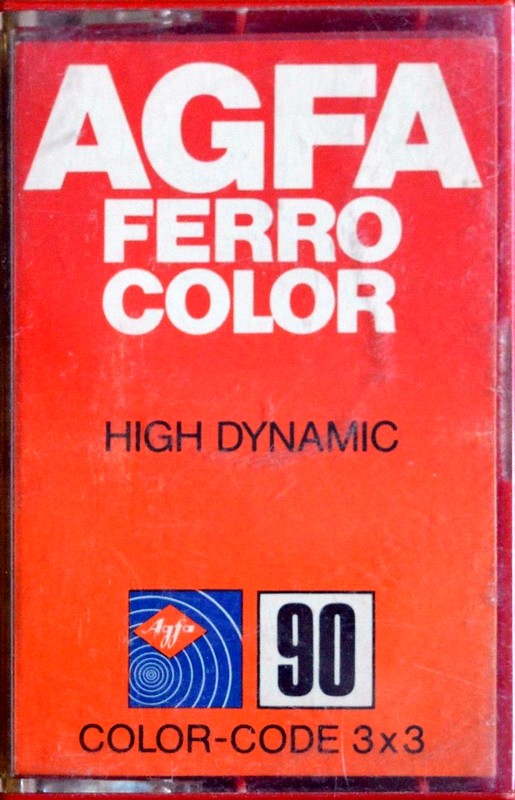 AGFA
FERRO
COLOR
HIGH DYNAMIC
Agfa
90
COLOR-CODE 3x3